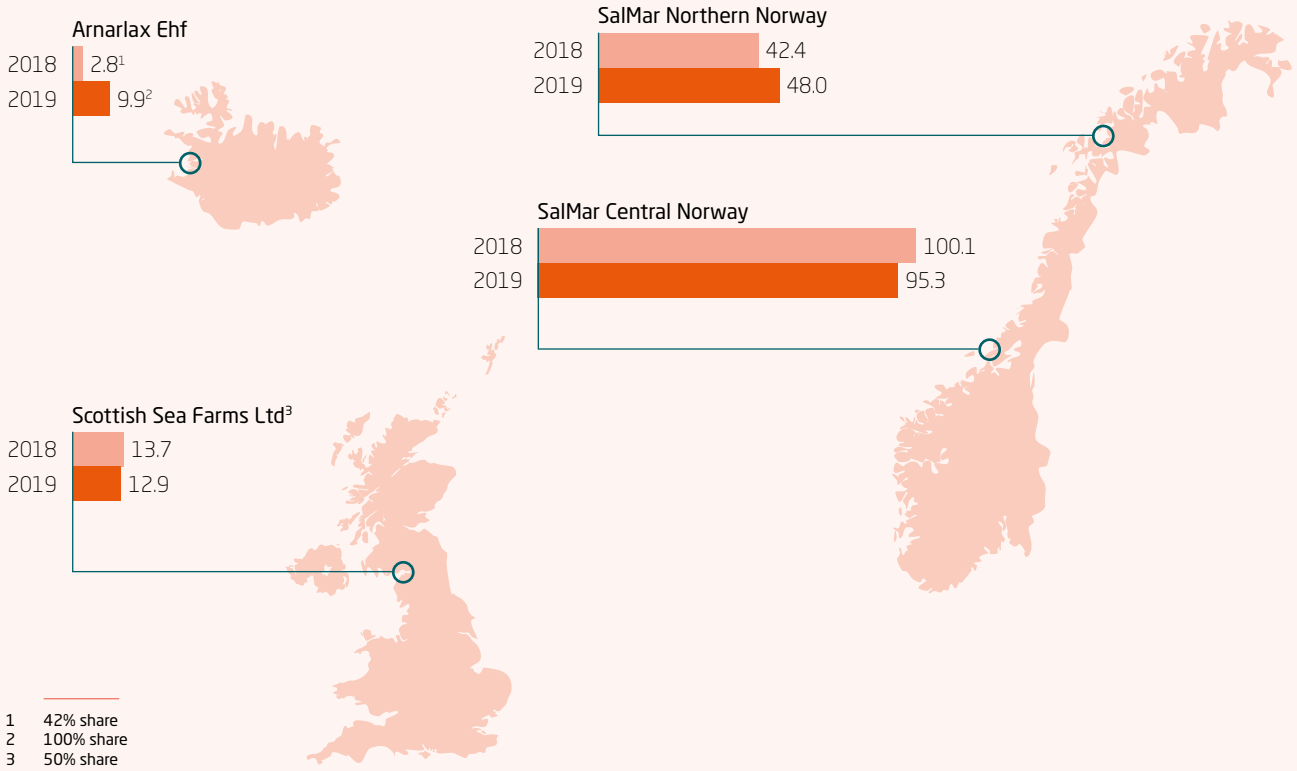 Arnarlax Ehf
2018 2.8¹
2019 9.9²
SalMar Northern Norway
2018 42.4
2019 48.0
SalMar Central Norway
2018 100.1
2019 95.3
Scottish Sea Farms Ltd³
2018 13.7
2019 12.9
1 42% share
2 100% share
3 50% share